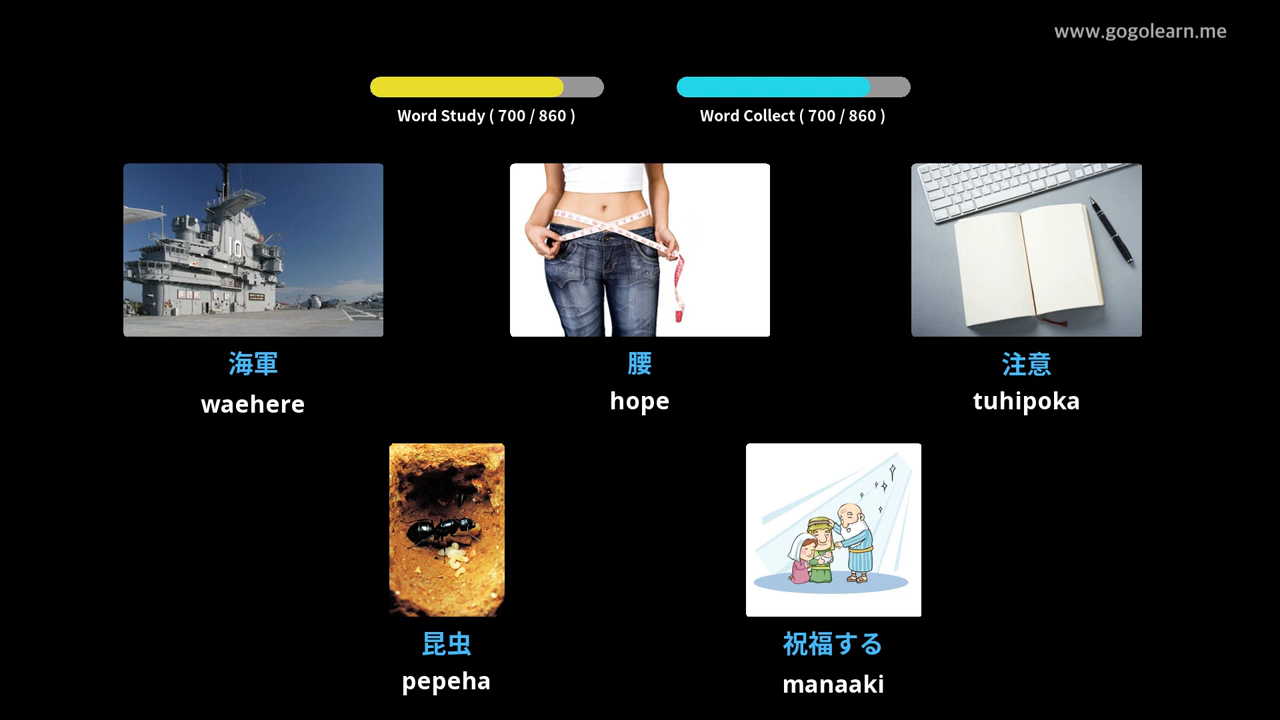 www.gogolearn.me
Word Study ( 700 / 860 )
Word Collect ( 700 / 860 )
海軍
腰
注意
waehere
hope
tuhipoka
昆虫
祝福する
pepeha
manaaki